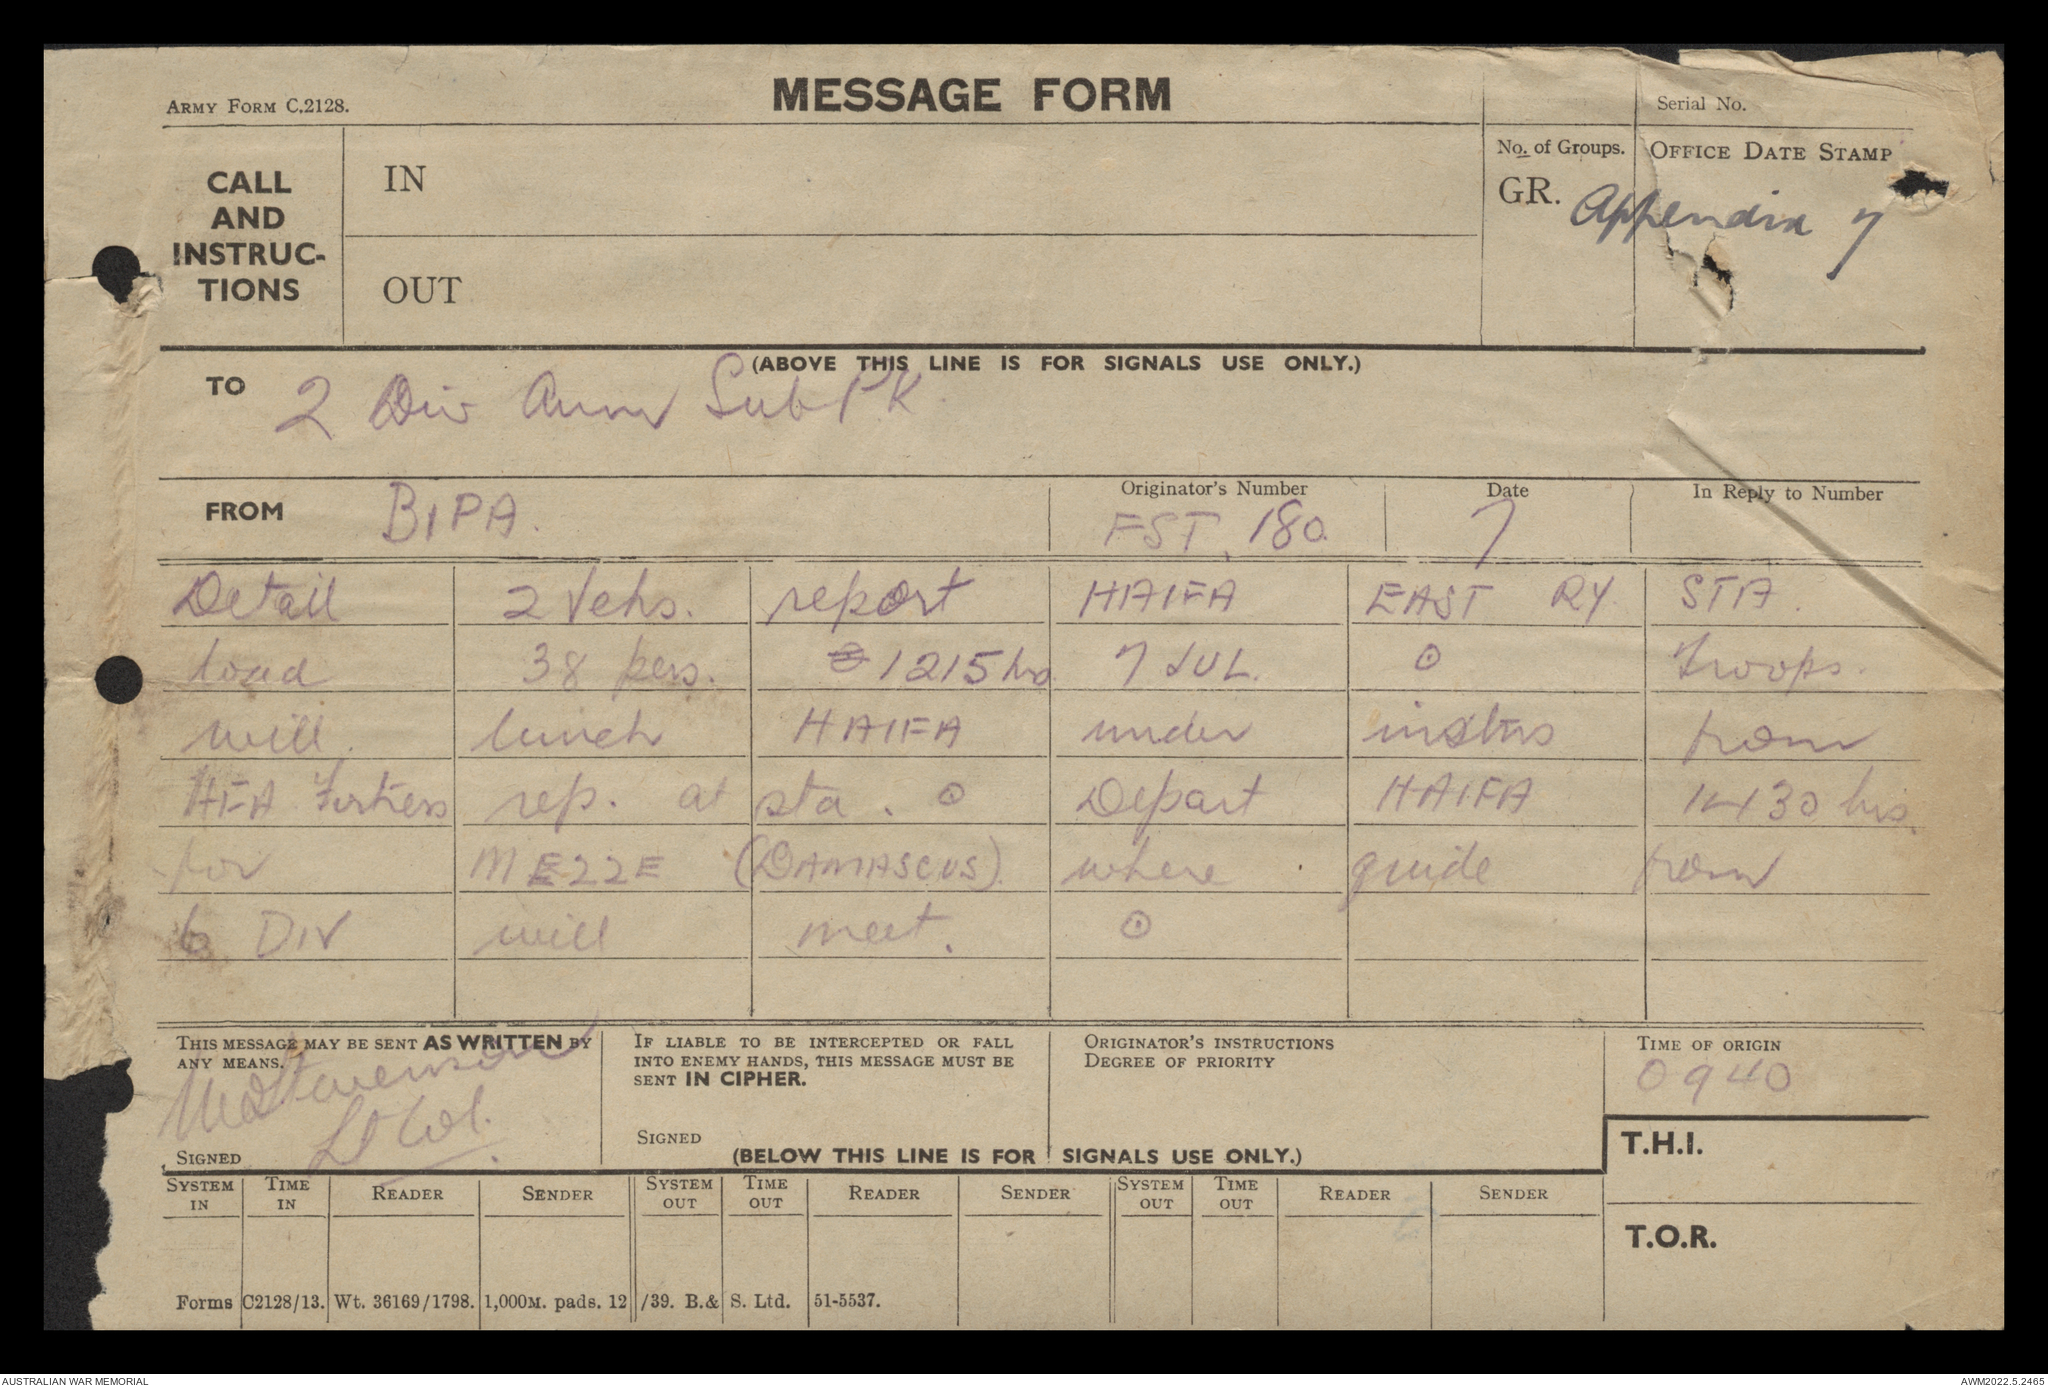 MESSAGE FORM
ARMY FORM C.2128.
Serial No.
CALL AND INSTRUC-TIONS
IN
No. of Groups.
OFFICE DATE STAMP
GR.
Appendix 7
OUT
(ABOVE THIS LINE IS FOR SIGNALS USE ONLY.)
TO 2 Div Amn Sub PK
FROM BIPA.
Originator's Number
FST. 180.
Date
7
In Reply to Number
Detail 2 Vehs. report HAIFA EAST RY. STA.
load 38 pers. 1215 hrs 7 JUL. ⊙ Troops.
will. lunch HAIFA under instns from
HFA Fortress rep. at sta. ⊙ Depart HAIFA 1430 hrs.
for MEZZE (DAMASCUS). where guide from
6 DIV will meet. ⊙
THIS MESSAGE MAY BE SENT AS WRITTEN BY ANY MEANS.
Stevenson
Lt Col.
SIGNED
IF LIABLE TO BE INTERCEPTED OR FALL INTO ENEMY HANDS, THIS MESSAGE MUST BE SENT IN CIPHER.
SIGNED
ORIGINATOR'S INSTRUCTIONS
DEGREE OF PRIORITY
TIME OF ORIGIN
0940
T.H.I.
(BELOW THIS LINE IS FOR SIGNALS USE ONLY.)
SYSTEM IN TIME IN READER SENDER SYSTEM OUT TIME OUT READER SENDER SYSTEM OUT TIME OUT READER SENDER
T.O.R.
Forms C2128/13. Wt. 36169/1798. 1,000M. pads. 12/39. B.& S. Ltd. 51-5537.
AUSTRALIAN WAR MEMORIAL
AWM2022.5.2465